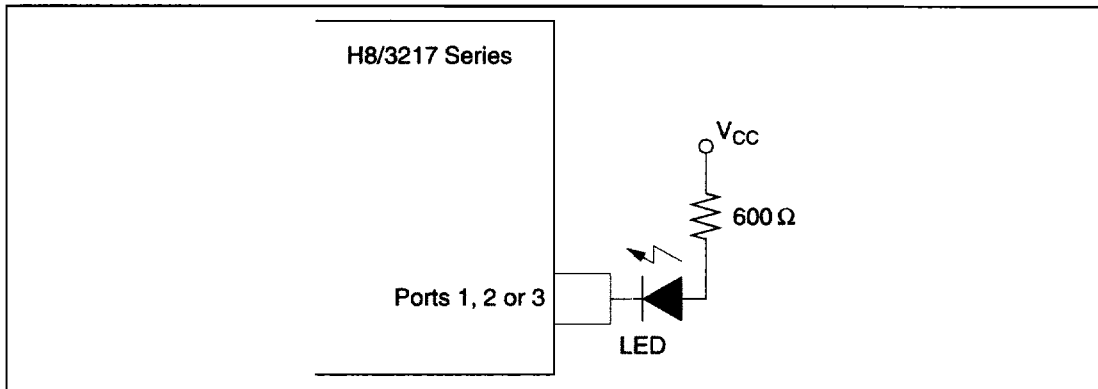 H8/3217 Series
VCC
600 Ω
Ports 1, 2 or 3
LED